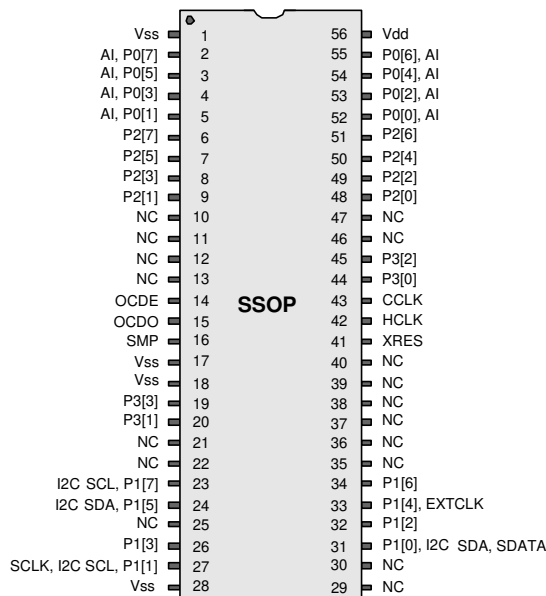 Vss 1 56 Vdd
AI, P0[7] 2 55 P0[6], AI
AI, P0[5] 3 54 P0[4], AI
AI, P0[3] 4 53 P0[2], AI
AI, P0[1] 5 52 P0[0], AI
P2[7] 6 51 P2[6]
P2[5] 7 50 P2[4]
P2[3] 8 49 P2[2]
P2[1] 9 48 P2[0]
NC 10 47 NC
NC 11 46 NC
NC 12 45 P3[2]
NC 13 44 P3[0]
OCDE 14 SSOP 43 CCLK
OCDO 15 42 HCLK
SMP 16 41 XRES
Vss 17 40 NC
Vss 18 39 NC
P3[3] 19 38 NC
P3[1] 20 37 NC
NC 21 36 NC
NC 22 35 NC
I2C SCL, P1[7] 23 34 P1[6]
I2C SDA, P1[5] 24 33 P1[4], EXTCLK
NC 25 32 P1[2]
P1[3] 26 31 P1[0], I2C SDA, SDATA
SCLK, I2C SCL, P1[1] 27 30 NC
Vss 28 29 NC